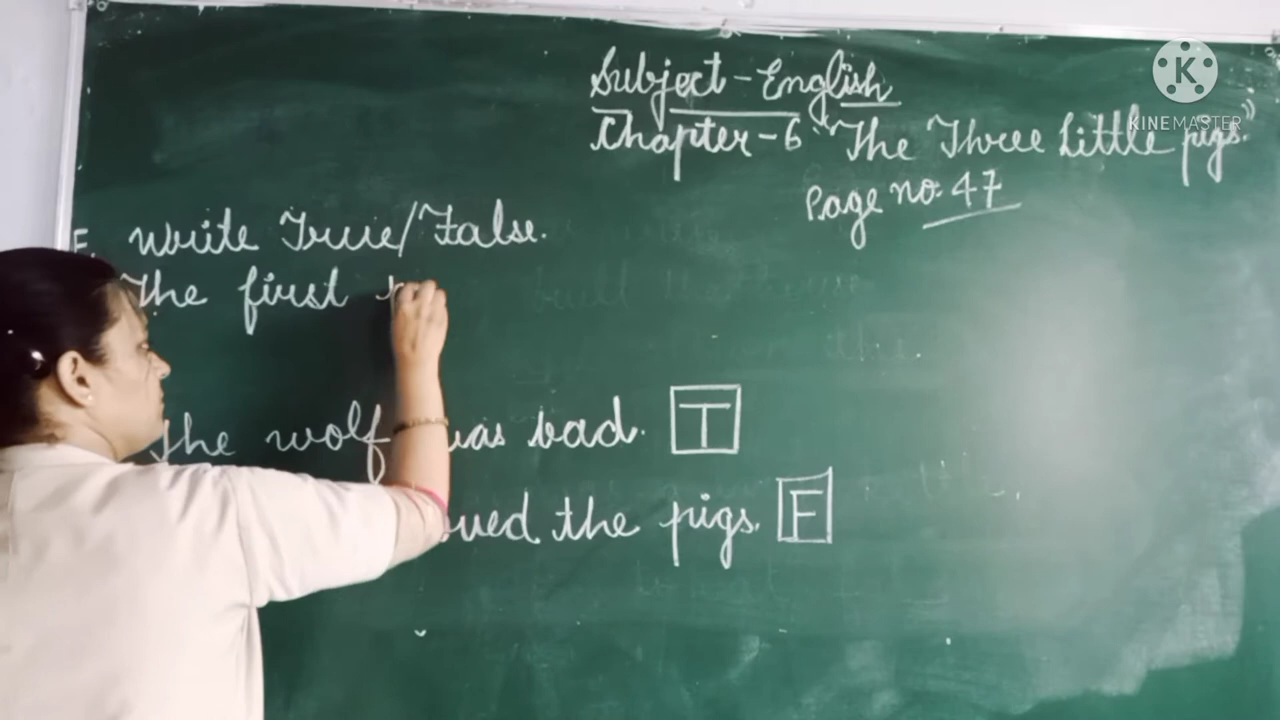 Subject - English
Chapter - 6 "The Three Little pigs."
Page no. 47
E. Write True/False.
The first
The wolf was bad. T
the pigs. F
K
KINEMASTER